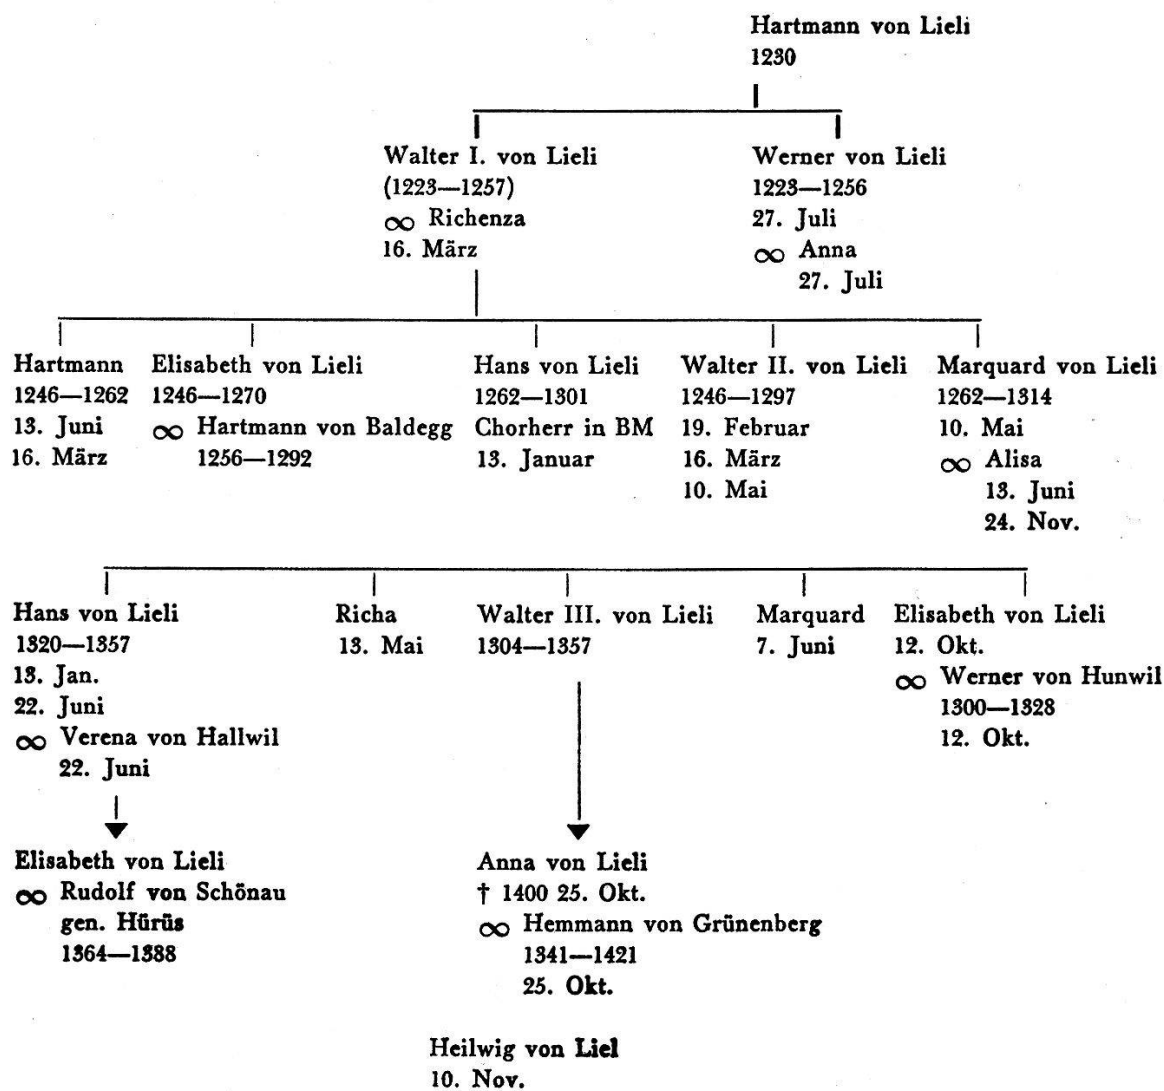 Hartmann von Lieli
1230
Walter I. von Lieli
(1223—1257)
∞ Richenza
16. März
Werner von Lieli
1223—1256
27. Juli
∞ Anna
27. Juli
Hartmann
1246—1262
13. Juni
16. März
Elisabeth von Lieli
1246—1270
∞ Hartmann von Baldegg
1256—1292
Hans von Lieli
1262—1301
Chorherr in BM
13. Januar
Walter II. von Lieli
1246—1297
19. Februar
16. März
10. Mai
Marquard von Lieli
1262—1314
10. Mai
∞ Alisa
13. Juni
24. Nov.
Hans von Lieli
1320—1357
13. Jan.
22. Juni
∞ Verena von Hallwil
22. Juni
Richa
13. Mai
Walter III. von Lieli
1304—1357
Marquard
7. Juni
Elisabeth von Lieli
12. Okt.
∞ Werner von Hunwil
1300—1328
12. Okt.
Elisabeth von Lieli
∞ Rudolf von Schönau
gen. Hürüs
1364—1388
Anna von Lieli
† 1400 25. Okt.
∞ Hemmann von Grünenberg
1341—1421
25. Okt.
Heilwig von Liel
10. Nov.